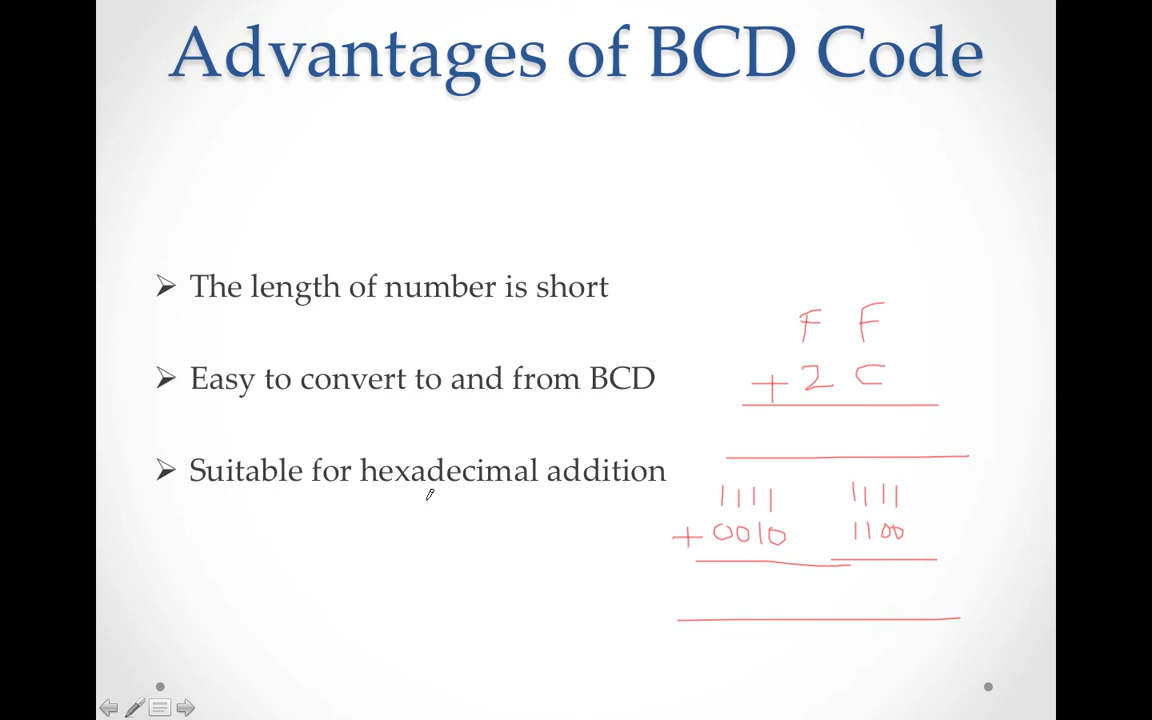 Advantages of BCD Code
➢ The length of number is short
➢ Easy to convert to and from BCD
➢ Suitable for hexadecimal addition
F F
+ 2 C
1111 1111
+ 0010 1100